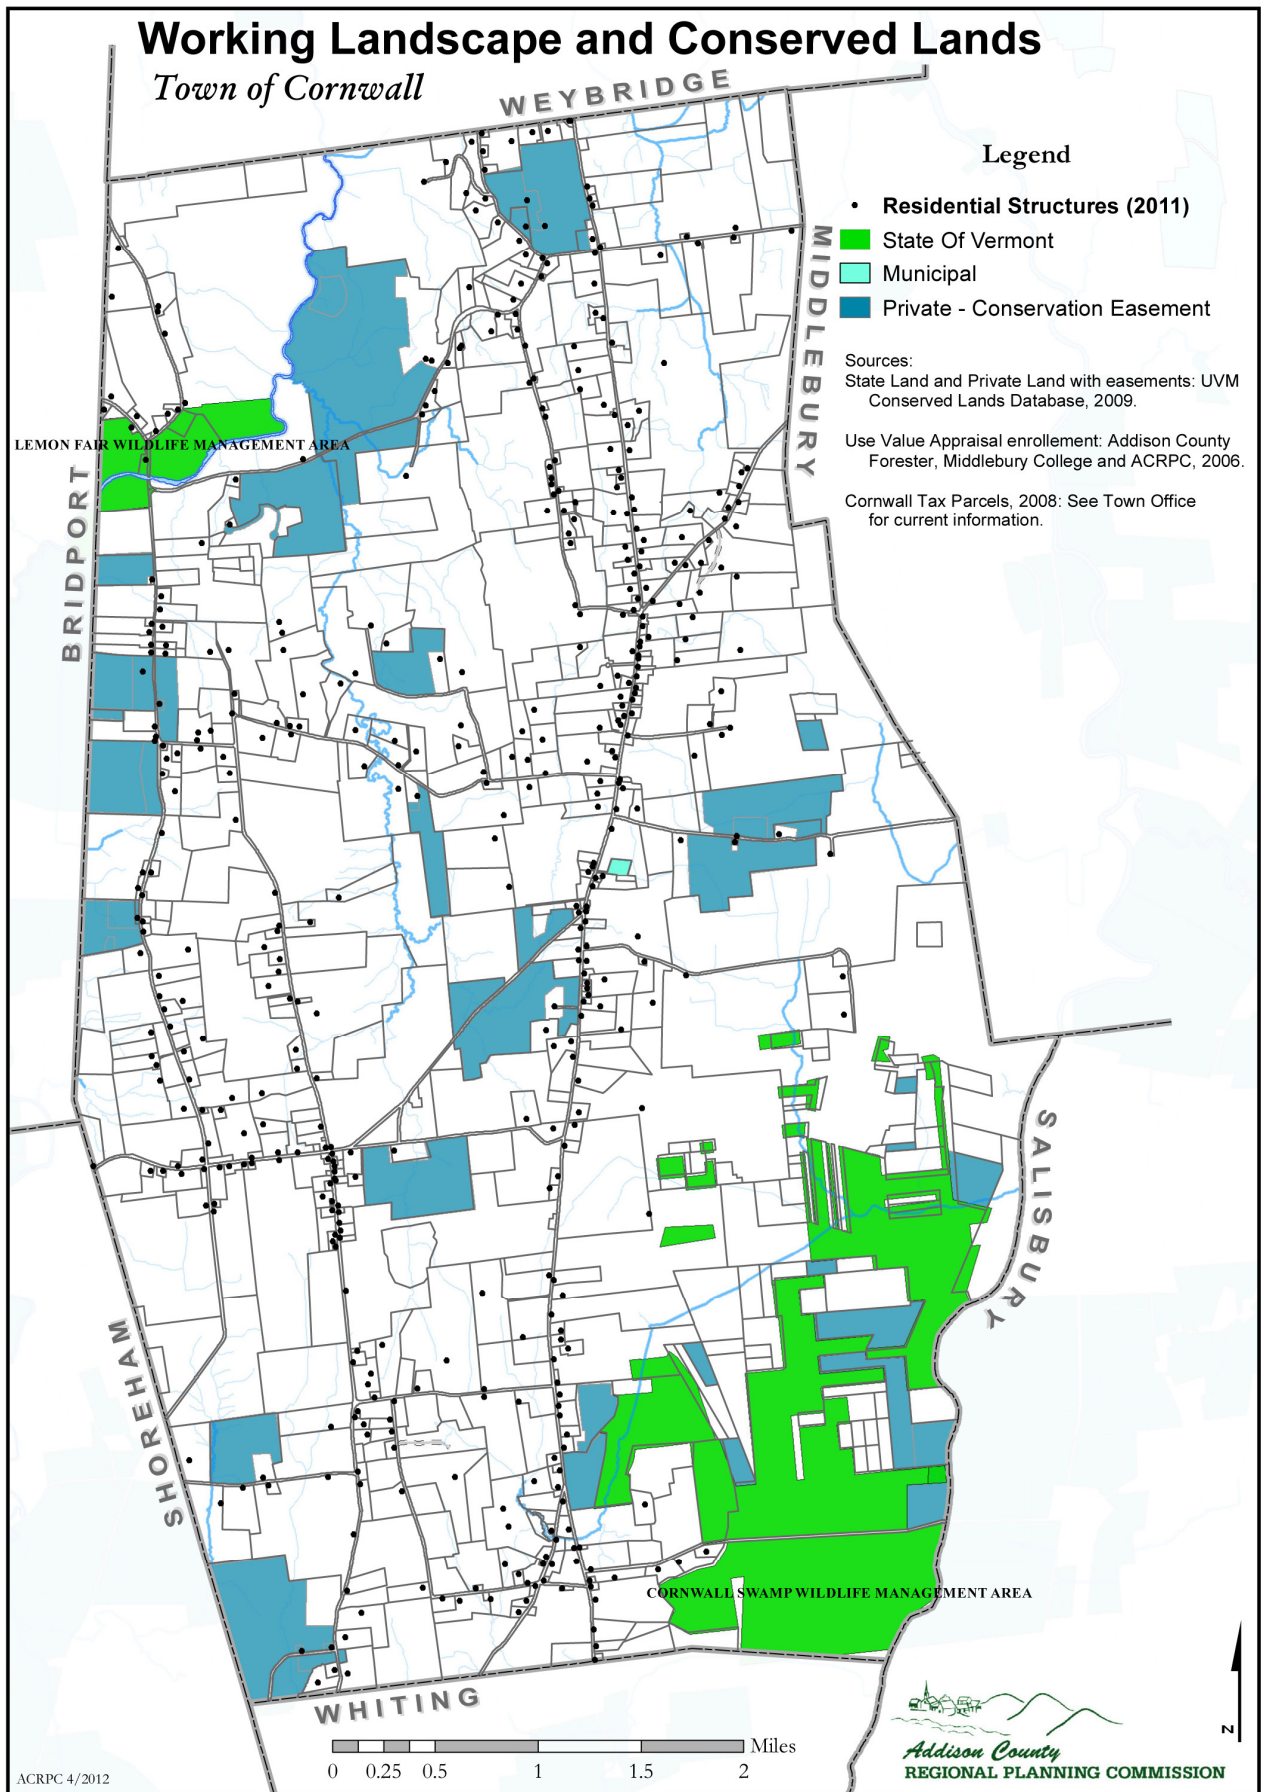 Working Landscape and Conserved Lands
Town of Cornwall
WEYBRIDGE
Legend
Residential Structures (2011)
State Of Vermont
Municipal
Private - Conservation Easement
MIDDLEBURY
Sources:
State Land and Private Land with easements: UVM
Conserved Lands Database, 2009.
Use Value Appraisal enrollement: Addison County
Forester, Middlebury College and ACRPC, 2006.
Cornwall Tax Parcels, 2008: See Town Office
for current information.
LEMON FAIR WILDLIFE MANAGEMENT AREA
BRIDPORT
SALISBURY
SHOREHAM
CORNWALL SWAMP WILDLIFE MANAGEMENT AREA
WHITING
Miles
0 0.25 0.5 1 1.5 2
N
Addison County
REGIONAL PLANNING COMMISSION
ACRPC 4/2012